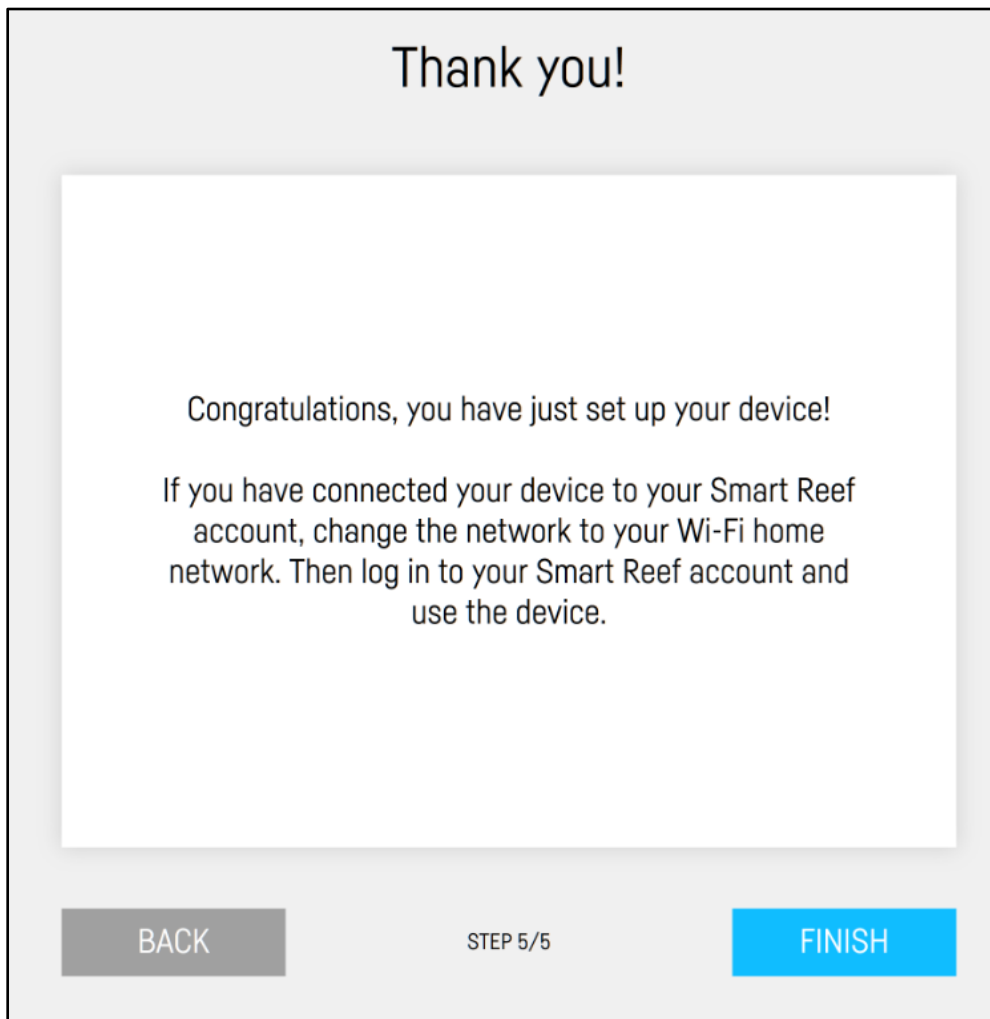 Thank you!
Congratulations, you have just set up your device!
If you have connected your device to your Smart Reef
account, change the network to your Wi-Fi home
network. Then log in to your Smart Reef account and
use the device.
BACK
STEP 5/5
FINISH